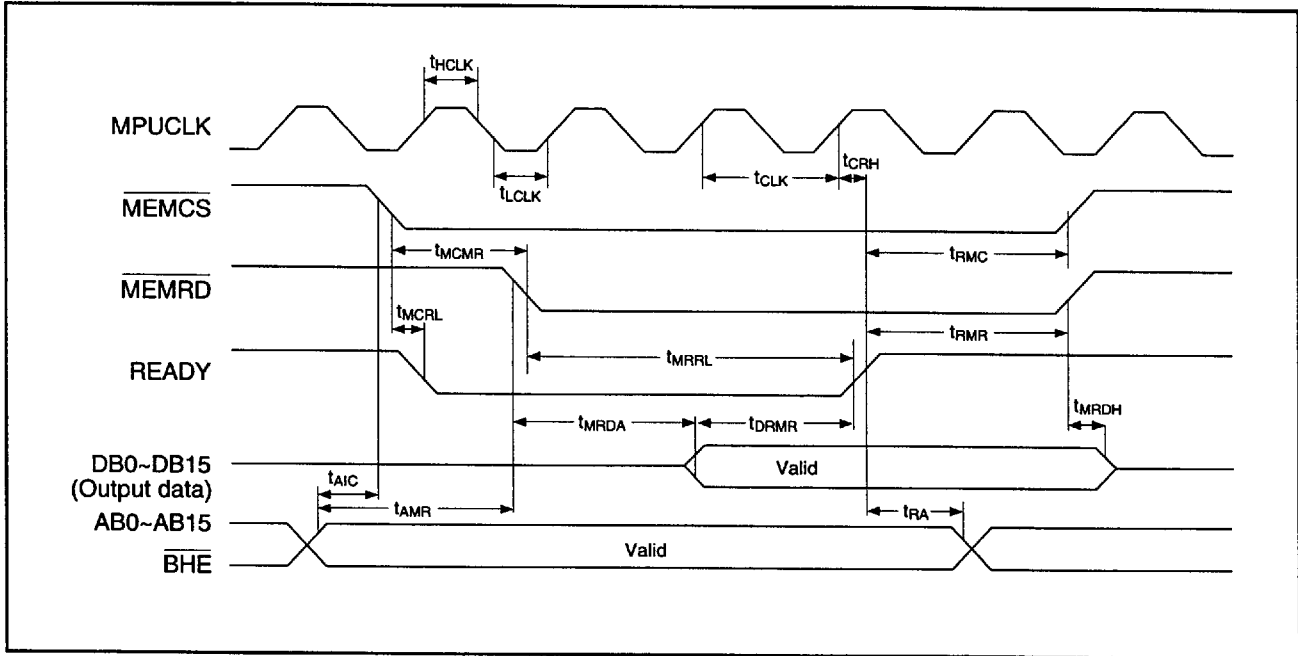 tHCLK
MPUCLK
tCRH
tLCLK
tCLK
MEMCS
tMCMR
tRMC
MEMRD
tMCRL
tRMR
READY
tMRRL
tMRDH
tMRDA
tDRMR
DB0~DB15
Valid
(Output data)
tAIC
tAMR
tRA
AB0~AB15
Valid
BHE